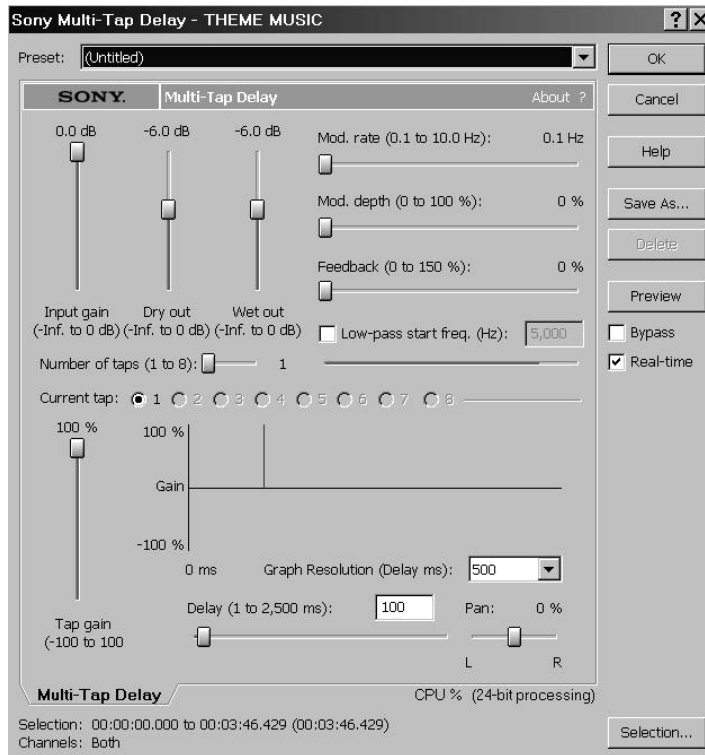 Sony Multi-Tap Delay - THEME MUSIC
Preset: (Untitled)
OK
SONY. Multi-Tap Delay About ?
Cancel
0.0 dB -6.0 dB -6.0 dB
Mod. rate (0.1 to 10.0 Hz): 0.1 Hz
Help
Mod. depth (0 to 100 %): 0 %
Save As...
Delete
Feedback (0 to 150 %): 0 %
Preview
Input gain Dry out Wet out
(-Inf. to 0 dB) (-Inf. to 0 dB) (-Inf. to 0 dB)
Low-pass start freq. (Hz): 5,000
Bypass
Number of taps (1 to 8): 1
Real-time
Current tap: 1 2 3 4 5 6 7 8
100 %
100 %
Gain
-100 %
0 ms Graph Resolution (Delay ms): 500
Delay (1 to 2,500 ms): 100 Pan: 0 %
Tap gain
(-100 to 100
L R
Multi-Tap Delay
CPU % (24-bit processing)
Selection: 00:00:00.000 to 00:03:46.429 (00:03:46.429)
Channels: Both
Selection...